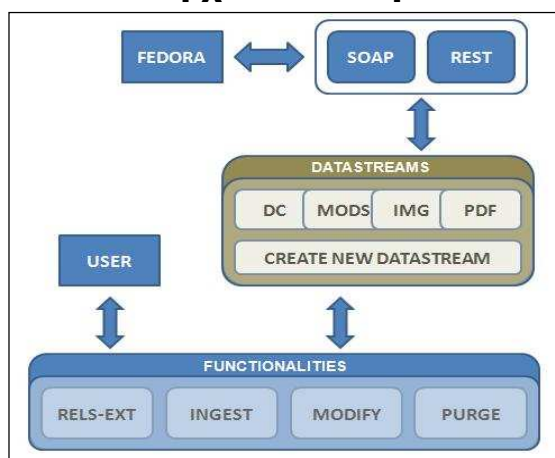 FEDORA
SOAP REST
DATASTREAMS
DC MODS IMG PDF
CREATE NEW DATASTREAM
USER
FUNCTIONALITIES
RELS-EXT INGEST MODIFY PURGE